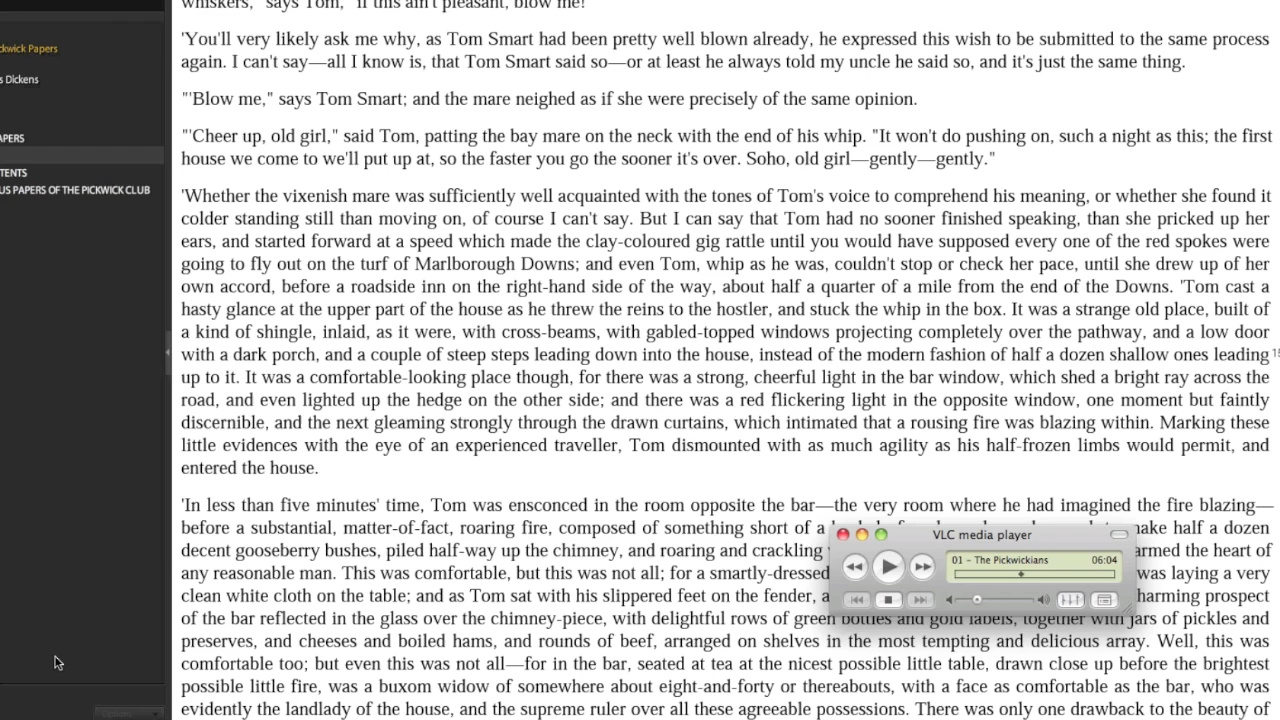 ckwick Papers
s Dickens
APERS
TENTS
US PAPERS OF THE PICKWICK CLUB
whiskers," says Tom, "if this ain't pleasant, blow me!"
'You'll very likely ask me why, as Tom Smart had been pretty well blown already, he expressed this wish to be submitted to the same process
again. I can't say—all I know is, that Tom Smart said so—or at least he always told my uncle he said so, and it's just the same thing.
"'Blow me," says Tom Smart; and the mare neighed as if she were precisely of the same opinion.
"'Cheer up, old girl," said Tom, patting the bay mare on the neck with the end of his whip. "It won't do pushing on, such a night as this; the first
house we come to we'll put up at, so the faster you go the sooner it's over. Soho, old girl—gently—gently."
'Whether the vixenish mare was sufficiently well acquainted with the tones of Tom's voice to comprehend his meaning, or whether she found it
colder standing still than moving on, of course I can't say. But I can say that Tom had no sooner finished speaking, than she pricked up her
ears, and started forward at a speed which made the clay-coloured gig rattle until you would have supposed every one of the red spokes were
going to fly out on the turf of Marlborough Downs; and even Tom, whip as he was, couldn't stop or check her pace, until she drew up of her
own accord, before a roadside inn on the right-hand side of the way, about half a quarter of a mile from the end of the Downs. 'Tom cast a
hasty glance at the upper part of the house as he threw the reins to the hostler, and stuck the whip in the box. It was a strange old place, built of
a kind of shingle, inlaid, as it were, with cross-beams, with gabled-topped windows projecting completely over the pathway, and a low door
with a dark porch, and a couple of steep steps leading down into the house, instead of the modern fashion of half a dozen shallow ones leading
up to it. It was a comfortable-looking place though, for there was a strong, cheerful light in the bar window, which shed a bright ray across the
road, and even lighted up the hedge on the other side; and there was a red flickering light in the opposite window, one moment but faintly
discernible, and the next gleaming strongly through the drawn curtains, which intimated that a rousing fire was blazing within. Marking these
little evidences with the eye of an experienced traveller, Tom dismounted with as much agility as his half-frozen limbs would permit, and
entered the house.
'In less than five minutes' time, Tom was ensconced in the room opposite the bar—the very room where he had imagined the fire blazing—
before a substantial, matter-of-fact, roaring fire, composed of something short of a make half a dozen
decent gooseberry bushes, piled half-way up the chimney, and roaring and crackling armed the heart of
any reasonable man. This was comfortable, but this was not all; for a smartly-dressed was laying a very
clean white cloth on the table; and as Tom sat with his slippered feet on the fender, a harming prospect
of the bar reflected in the glass over the chimney-piece, with delightful rows of green bottles and gold labels, together with jars of pickles and
preserves, and cheeses and boiled hams, and rounds of beef, arranged on shelves in the most tempting and delicious array. Well, this was
comfortable too; but even this was not all—for in the bar, seated at tea at the nicest possible little table, drawn close up before the brightest
possible little fire, was a buxom widow of somewhere about eight-and-forty or thereabouts, with a face as comfortable as the bar, who was
evidently the landlady of the house, and the supreme ruler over all these agreeable possessions. There was only one drawback to the beauty of
VLC media player
01 - The Pickwickians 06:04